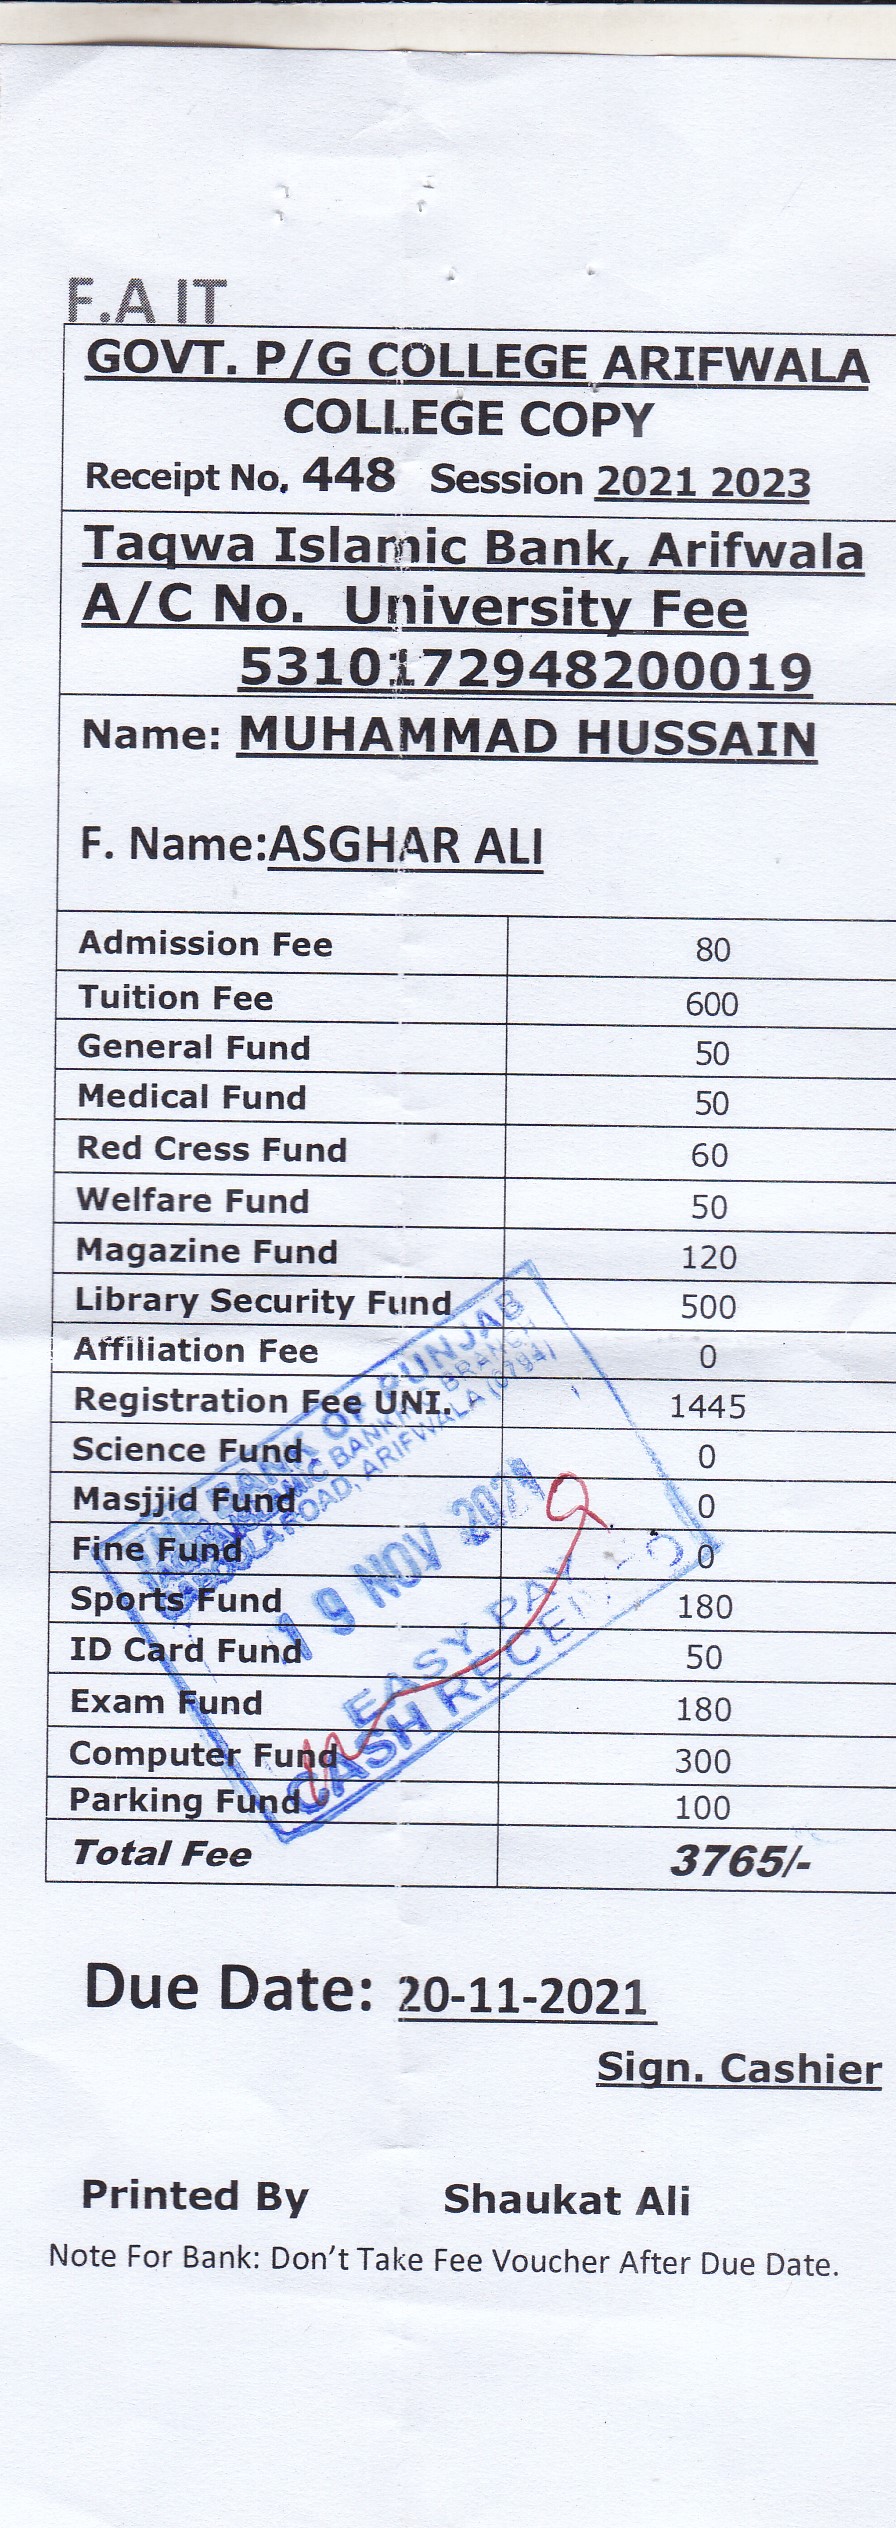 F.A IT
GOVT. P/G COLLEGE ARIFWALA
COLLEGE COPY
Receipt No. 448 Session 2021 2023
Taqwa Islamic Bank, Arifwala
A/C No. University Fee
5310172948200019
Name: MUHAMMAD HUSSAIN
F. Name:ASGHAR ALI
Admission Fee 80
Tuition Fee 600
General Fund 50
Medical Fund 50
Red Cress Fund 60
Welfare Fund 50
Magazine Fund 120
Library Security Fund 500
Affiliation Fee 0
Registration Fee UNI. 1445
Science Fund 0
Masjjid Fund 0
Fine Fund 0
Sports Fund 180
ID Card Fund 50
Exam Fund 180
Computer Fund 300
Parking Fund 100
Total Fee 3765/-
THE BANK OF PUNJAB
ISLAMIC BANKING BRANCH
ROAD, ARIFWALA (0794)
19 NOV 2021
EASY PAY
CASH RECEIVED
Due Date: 20-11-2021
Sign. Cashier
Printed By Shaukat Ali
Note For Bank: Don't Take Fee Voucher After Due Date.